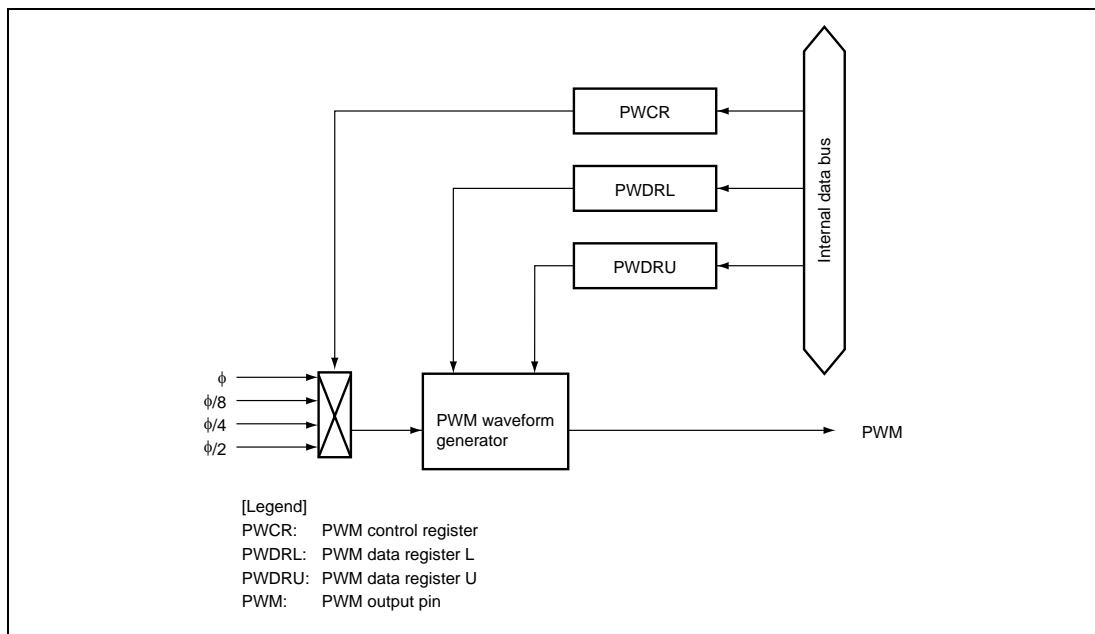 PWCR
PWDRL
PWDRU
Internal data bus
ϕ
ϕ/8
ϕ/4
ϕ/2
PWM waveform
generator
PWM
[Legend]
PWCR: PWM control register
PWDRL: PWM data register L
PWDRU: PWM data register U
PWM: PWM output pin